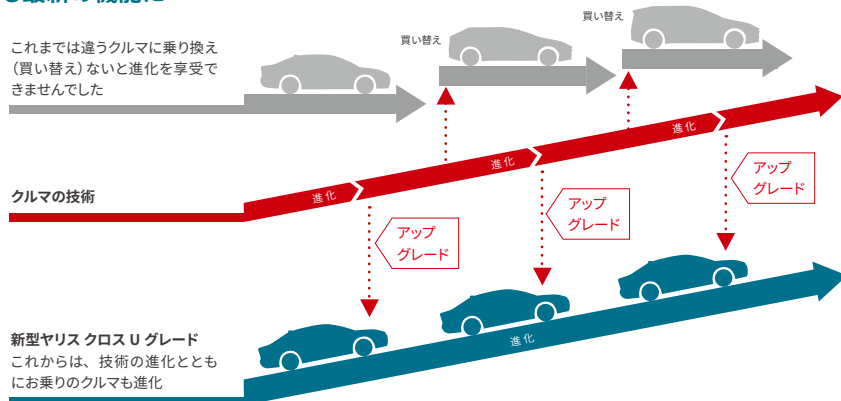 最新の機能に
これまでは違うクルマに乗り換え
(買い替え)ないと進化を享受で
きませんでした
買い替え
買い替え
クルマの技術
進化
進化
進化
アップ
グレード
アップ
グレード
アップ
グレード
新型ヤリス クロス U グレード
これからは、技術の進化ととも
にお乗りのクルマも進化
進化